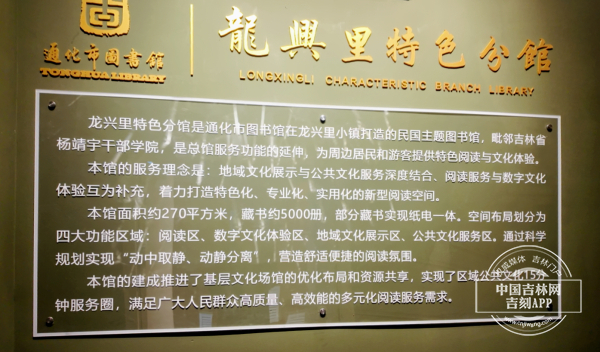 通化市图書館
TONGHUA LIBRARY
龍興里特色分館
LONGXINGLI CHARACTERISTIC BRANCH LIBRARY
龙兴里特色分馆是通化市图书馆在龙兴里小镇打造的民国主题图书馆，毗邻吉林省
杨靖宇干部学院，是总馆服务功能的延伸，为周边居民和游客提供特色阅读与文化体验。
本馆的服务理念是：地域文化展示与公共文化服务深度结合、阅读服务与数字文化
体验互为补充，着力打造特色化、专业化、实用化的新型阅读空间。
本馆面积约270平方米，藏书约5000册，部分藏书实现纸电一体。空间布局划分为
四大功能区域：阅读区、数字文化体验区、地域文化展示区、公共文化服务区。通过科学
规划实现“动中取静、动静分离”，营造舒适便捷的阅读氛围。
本馆的建成推进了基层文化场馆的优化布局和资源共享，实现了区域公共文化15分
钟服务圈，满足广大人民群众高质量、高效能的多元化阅读服务需求。
中国吉林网
吉刻APP
www.cnjiwang.com